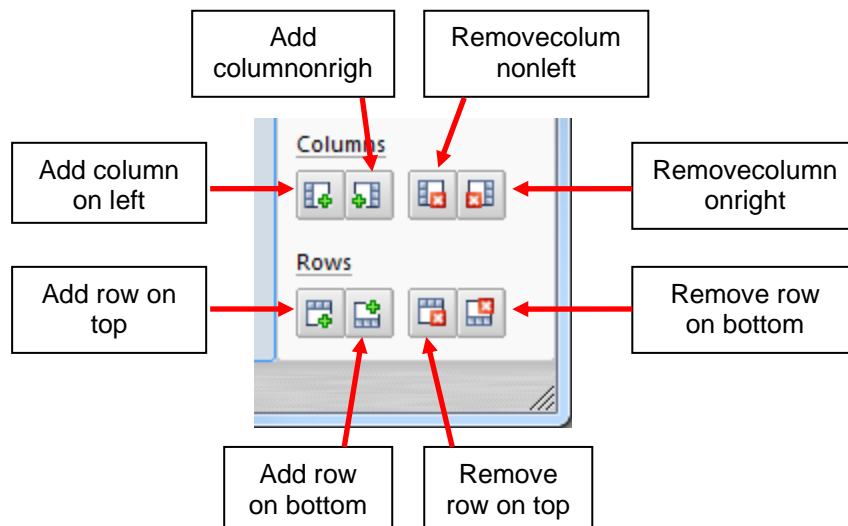 Add
columnonrigh
Removecolum
nonleft
Add column
on left
Columns
Removecolumn
onright
Add row on
top
Rows
Remove row
on bottom
Add row
on bottom
Remove
row on top